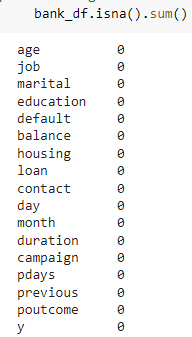 bank_df.isna().sum()
age 0
job 0
marital 0
education 0
default 0
balance 0
housing 0
loan 0
contact 0
day 0
month 0
duration 0
campaign 0
pdays 0
previous 0
poutcome 0
y 0